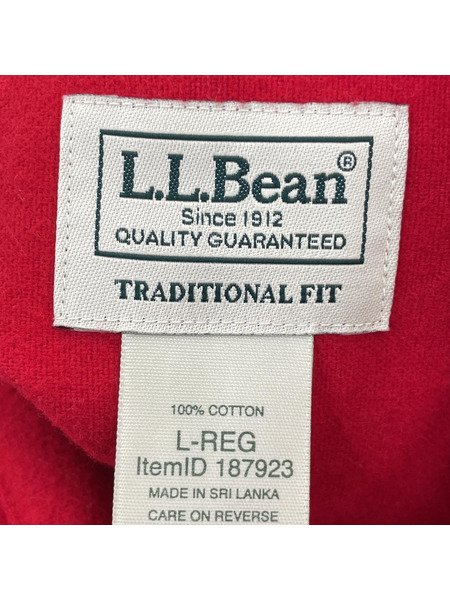 L.L.Bean®
Since 1912
QUALITY GUARANTEED
TRADITIONAL FIT
100% COTTON
L-REG
ItemID 187923
MADE IN SRI LANKA
CARE ON REVERSE